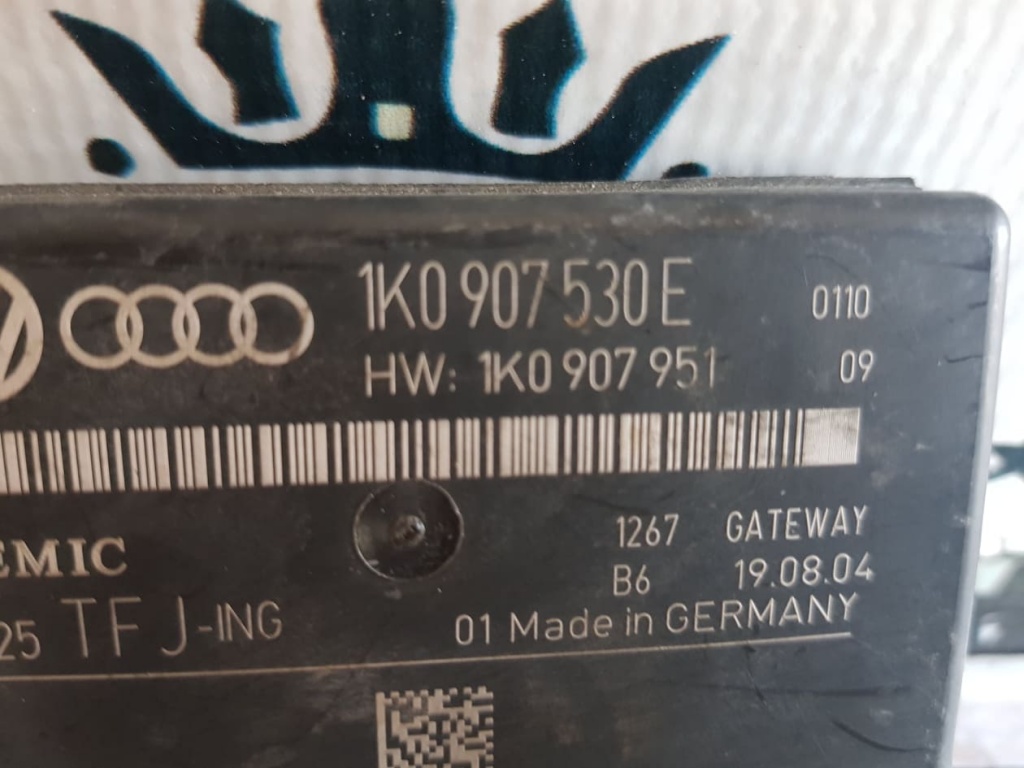 1K0 907 530 E 0110
HW: 1K0 907 951 09
EMIC
1267 GATEWAY
B6 19.08.04
25 TF J-ING
01 Made in GERMANY